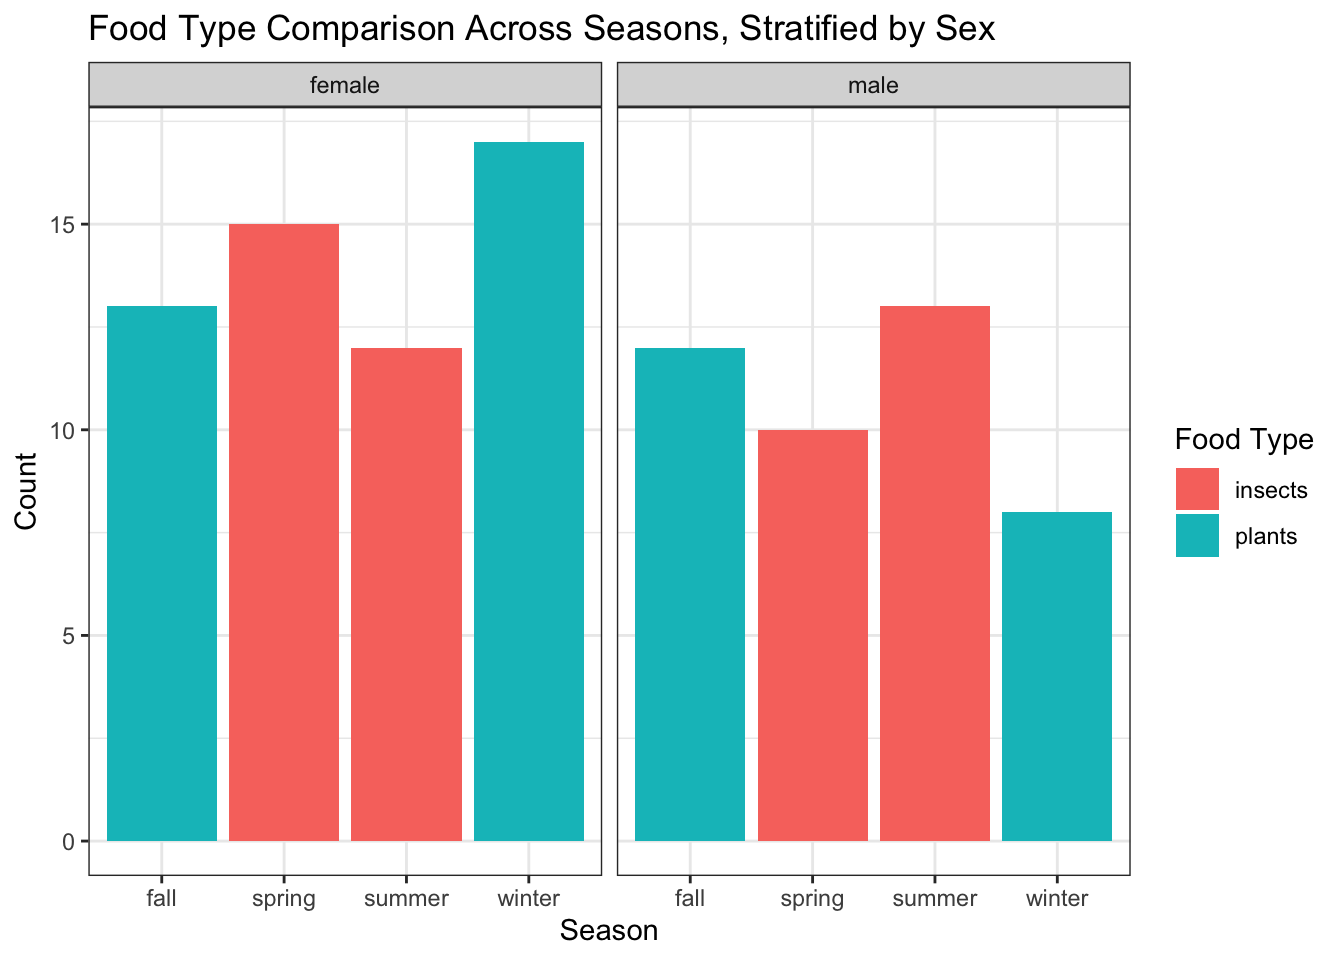 Food Type Comparison Across Seasons, Stratified by Sex
female
male
15
10
5
0
Count
fall
spring
summer
winter
fall
spring
summer
winter
Season
Food Type
insects
plants